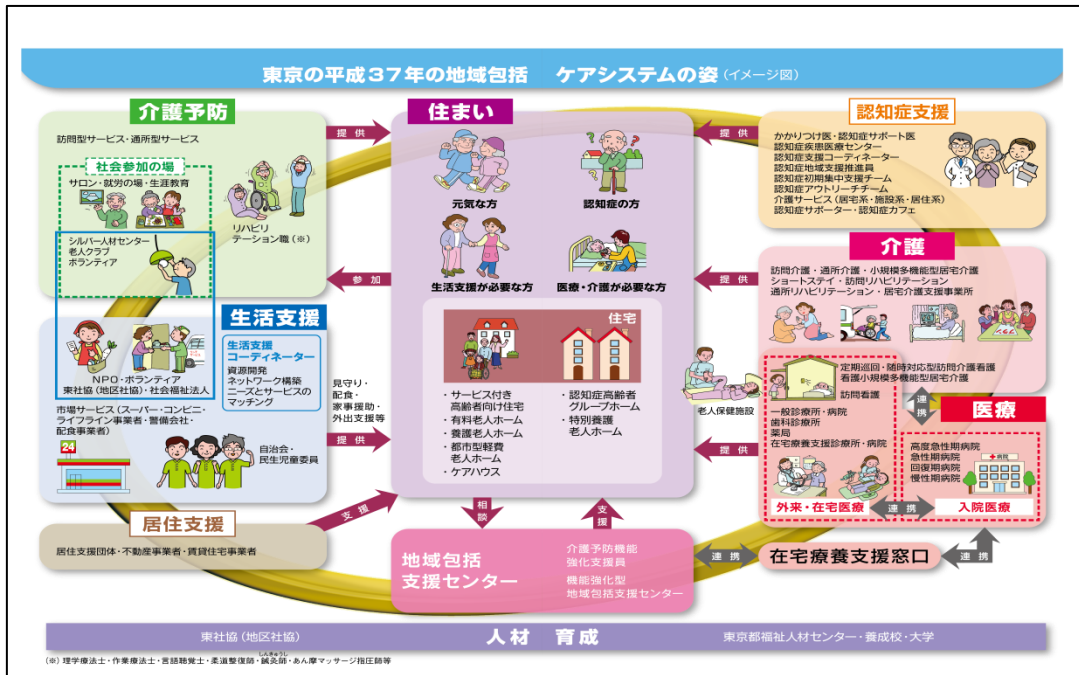 東京の平成37年の地域包括 ケアシステムの姿(イメージ図)
介護予防
訪問型サービス・通所型サービス
社会参加の場
サロン・就労の場・生涯教育
シルバー人材センター
老人クラブ
ボランティア
リハビリ
テーション職(※)
提供
参加
生活支援
生活支援
コーディネーター
資源開発
ネットワーク構築
ニーズとサービスの
マッチング
NPO・ボランティア
東社協(地区社協)・社会福祉法人
市場サービス(スーパー・コンビニ・
ライフライン事業者・警備会社・
配食事業者)
24
自治会・
民生児童委員
見守り・
配食・
家事援助・
外出支援等
提供
居住支援
居住支援団体・不動産事業者・賃貸住宅事業者
支援
住まい
元気な方
認知症の方
生活支援が必要な方
医療・介護が必要な方
住宅
・サービス付き
高齢者向け住宅
・有料老人ホーム
・養護老人ホーム
・都市型軽費
老人ホーム
・ケアハウス
・認知症高齢者
グループホーム
・特別養護
老人ホーム
相談
支援
地域包括
支援センター
介護予防機能
強化支援員
機能強化型
地域包括支援センター
提供
認知症支援
かかりつけ医・認知症サポート医
認知症疾患医療センター
認知症支援コーディネーター
認知症地域支援推進員
認知症初期集中支援チーム
認知症アウトリーチチーム
介護サービス(居宅系・施設系・居住系)
認知症サポーター・認知症カフェ
提供
介護
訪問介護・通所介護・小規模多機能型居宅介護
ショートステイ・訪問リハビリテーション
通所リハビリテーション・居宅介護支援事業所
老人保健施設
定期巡回・随時対応型訪問介護看護
看護小規模多機能型居宅介護
訪問看護
連携
医療
提供
一般診療所・病院
歯科診療所
薬局
在宅療養支援診療所・病院
外来・在宅医療
連携
高度急性期病院
急性期病院
回復期病院
慢性期病院
病院
入院医療
連携
在宅療養支援窓口
連携
東社協(地区社協)
人材 育成
東京都福祉人材センター・養成校・大学
しんきゅうし
(※)理学療法士・作業療法士・言語聴覚士・柔道整復師・鍼灸師・あん摩マッサージ指圧師等